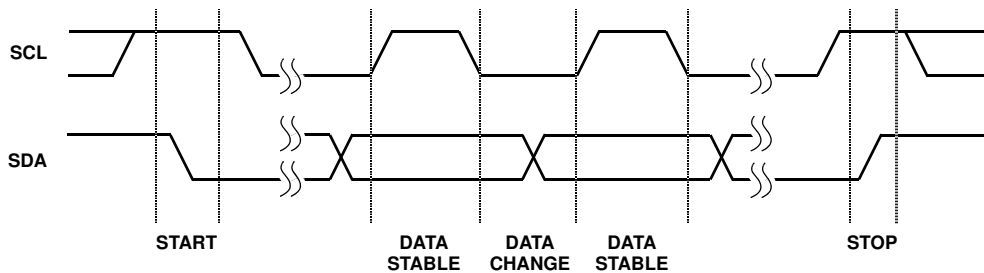 SCL
SDA
START
DATA
STABLE
DATA
CHANGE
DATA
STABLE
STOP